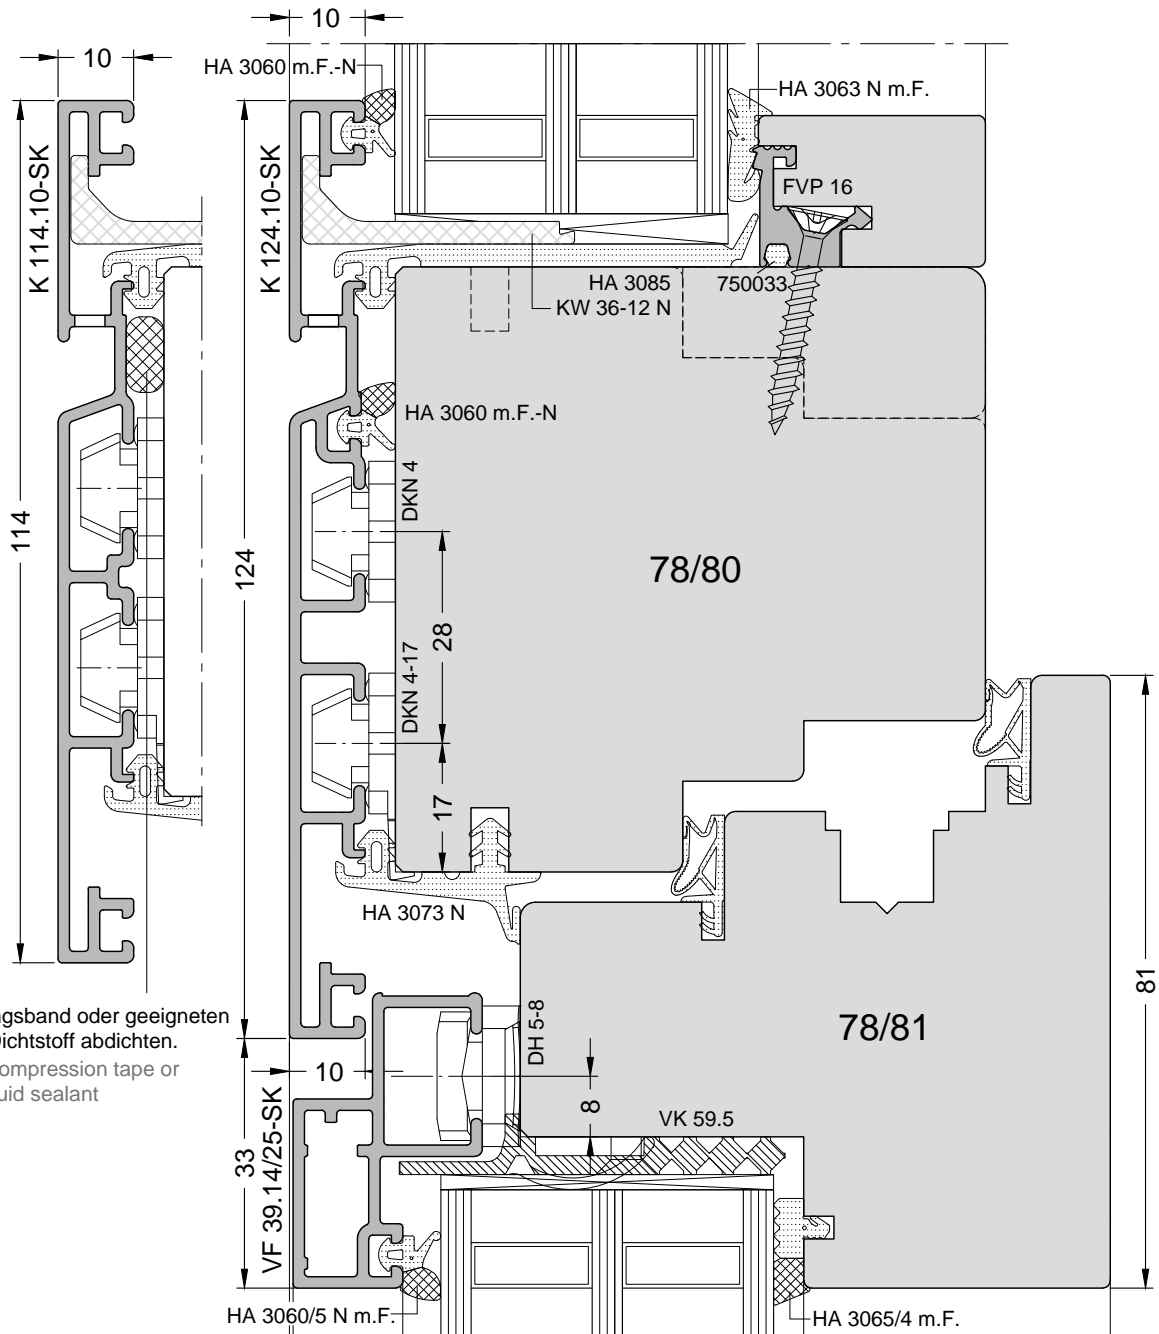 10
10
HA 3060 m.F.-N
HA 3063 N m.F.
K 114.10-SK
K 124.10-SK
FVP 16
HA 3085
750033
KW 36-12 N
HA 3060 m.F.-N
DKN 4
114
124
78/80
28
DKN 4-17
17
HA 3073 N
81
ngsband oder geeigneten
Dichtstoff abdichten.
compression tape or
uid sealant
DH 5-8
78/81
10
8
VK 59.5
33
VF 39.14/25-SK
HA 3060/5 N m.F.
HA 3065/4 m.F.